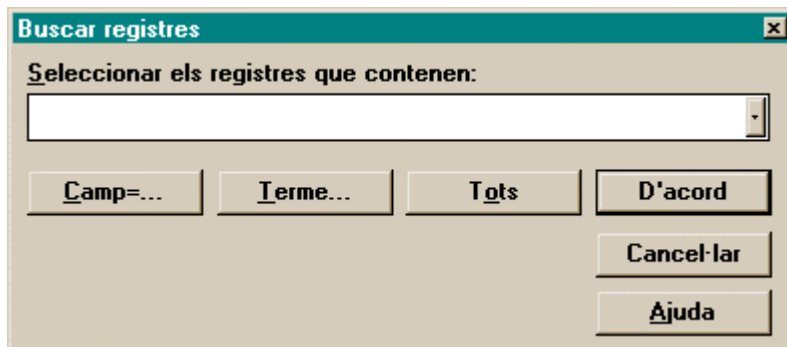 Buscar registres
Seleccionar els registres que contenen:
Camp=... Terme... Tots D'acord
Cancel·lar
Ajuda